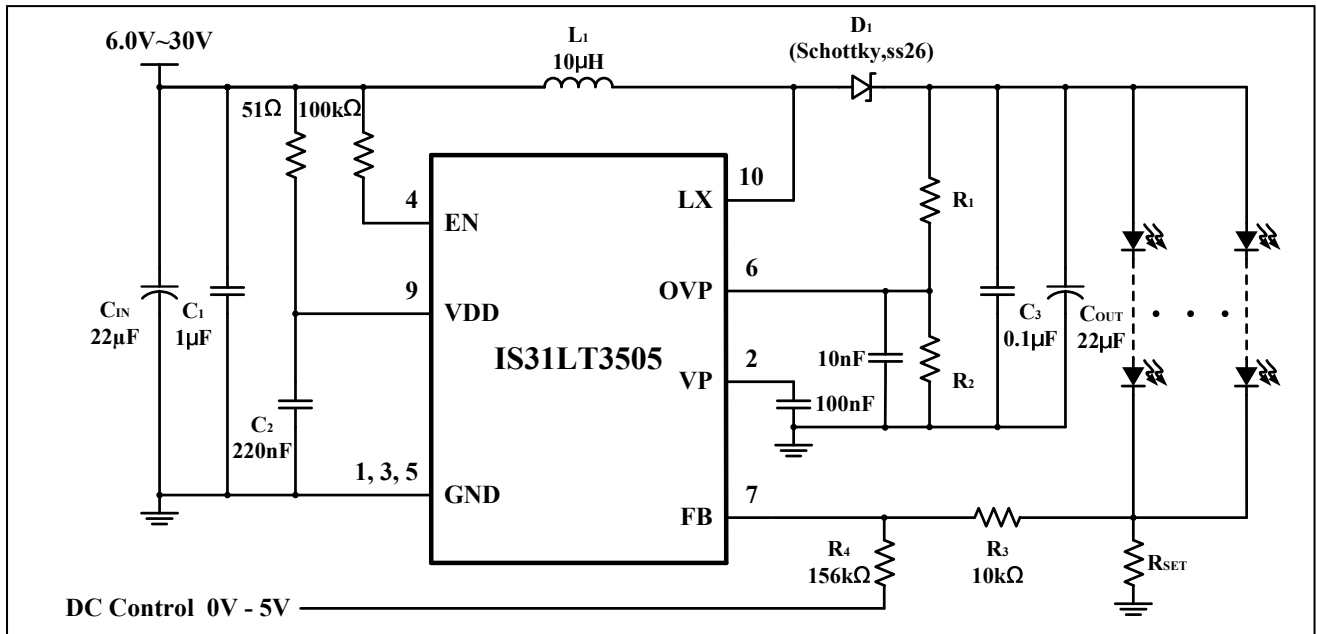 6.0V~30V
L1
10µH
D1
(Schottky,ss26)
51Ω
100kΩ
4
EN
10
LX
R1
6
OVP
9
VDD
CIN
22µF
C1
1µF
C3
0.1µF
COUT
22µF
IS31LT3505
2
VP
10nF
R2
100nF
C2
220nF
1, 3, 5
GND
7
FB
R4
156kΩ
R3
10kΩ
RSET
DC Control 0V - 5V